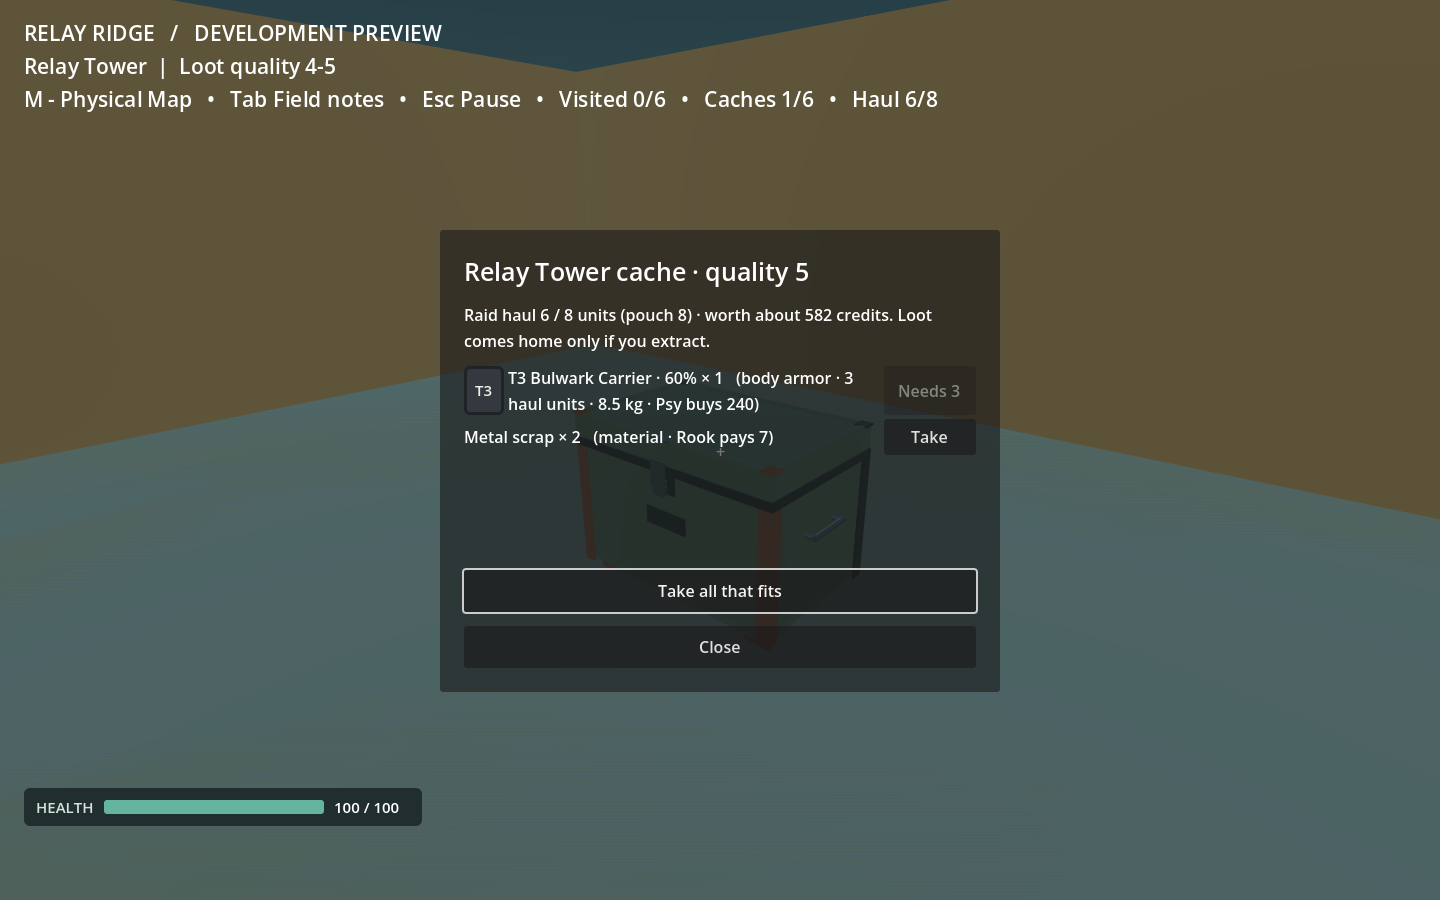 RELAY RIDGE / DEVELOPMENT PREVIEW
Relay Tower | Loot quality 4-5
M - Physical Map • Tab Field notes • Esc Pause • Visited 0/6 • Caches 1/6 • Haul 6/8
Relay Tower cache · quality 5
Raid haul 6 / 8 units (pouch 8) · worth about 582 credits. Loot
comes home only if you extract.
T3
T3 Bulwark Carrier · 60% × 1 (body armor · 3
haul units · 8.5 kg · Psy buys 240)
Needs 3
Metal scrap × 2 (material · Rook pays 7)
Take
Take all that fits
Close
HEALTH 100 / 100